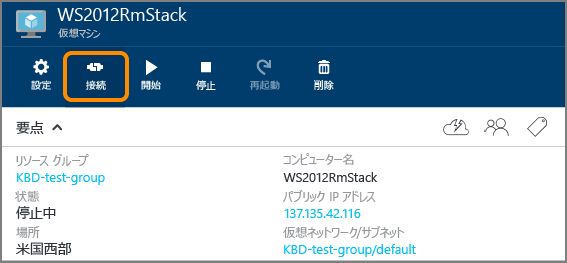 WS2012RmStack
仮想マシン
設定 接続 開始 停止 再起動 削除
要点
リソース グループ コンピューター名
KBD-test-group WS2012RmStack
状態 パブリック IP アドレス
停止中 137.135.42.116
場所 仮想ネットワーク/サブネット
米国西部 KBD-test-group/default